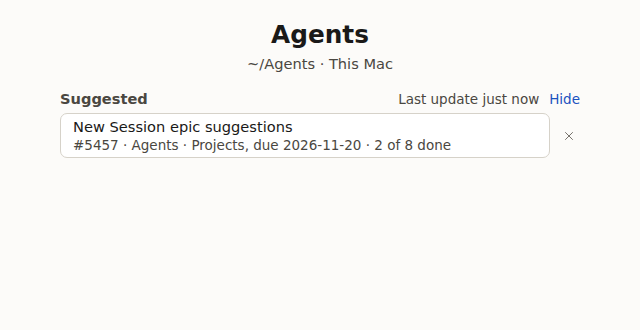 Agents
~/Agents · This Mac
Suggested Last update just now Hide
New Session epic suggestions
#5457 · Agents · Projects, due 2026-11-20 · 2 of 8 done